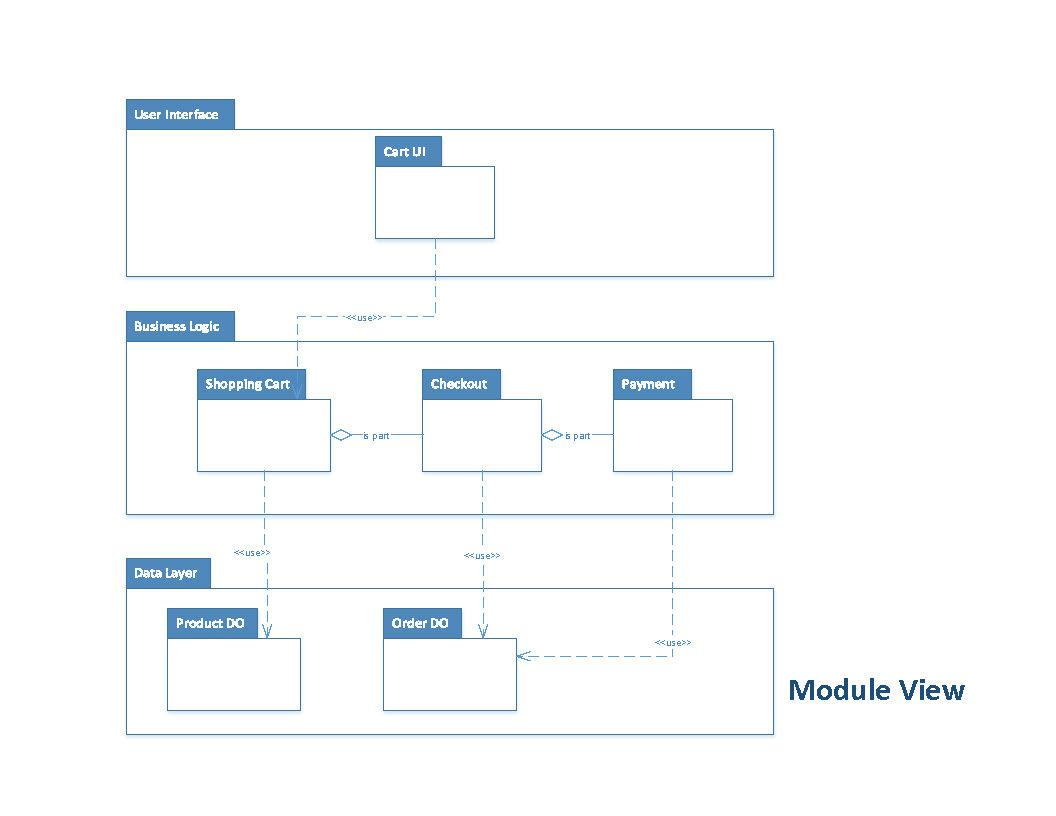 User Interface
Cart UI
<<use>>
Business Logic
Shopping Cart
Checkout
Payment
is part
is part
<<use>>
<<use>>
Data Layer
Product DO
Order DO
<<use>>
Module View